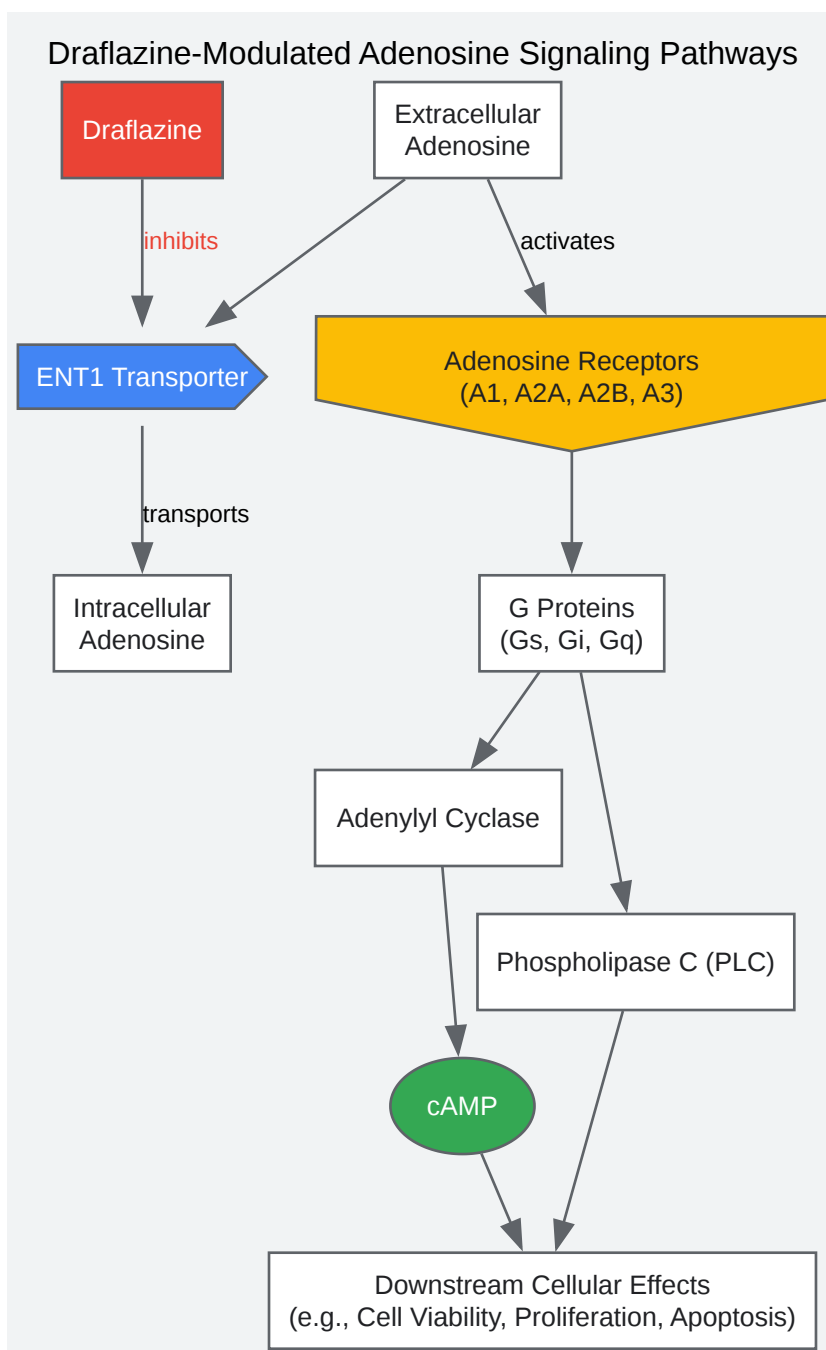 Draflazine-Modulated Adenosine Signaling Pathways
Draflazine
Extracellular
Adenosine
inhibits
activates
ENT1 Transporter
Adenosine Receptors
(A1, A2A, A2B, A3)
transports
Intracellular
Adenosine
G Proteins
(Gs, Gi, Gq)
Adenylyl Cyclase
Phospholipase C (PLC)
cAMP
Downstream Cellular Effects
(e.g., Cell Viability, Proliferation, Apoptosis)